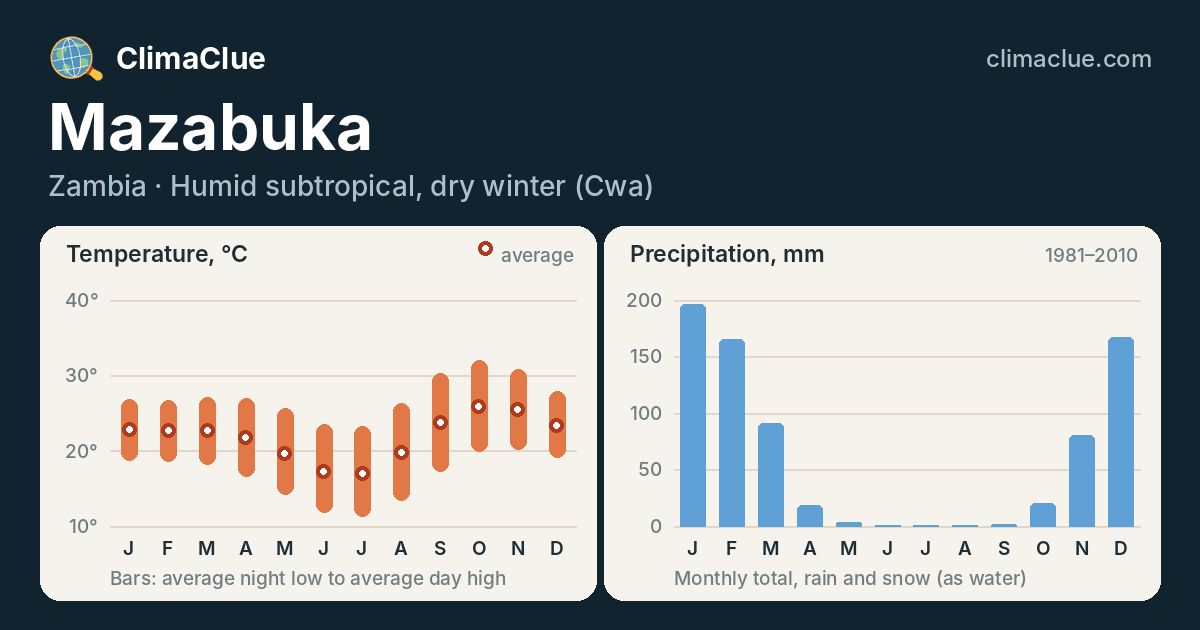 ClimaClue
climaclue.com
Mazabuka
Zambia · Humid subtropical, dry winter (Cwa)
Temperature, °C
average
40°
30°
20°
10°
J F M A M J J A S O N D
Bars: average night low to average day high
Precipitation, mm
1981–2010
200
150
100
50
0
J F M A M J J A S O N D
Monthly total, rain and snow (as water)